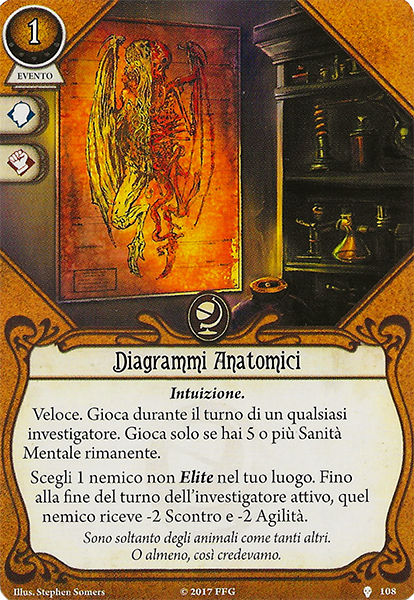 1
EVENTO
Diagrammi Anatomici
Intuizione.
Veloce. Gioca durante il turno di un qualsiasi
investigatore. Gioca solo se hai 5 o più Sanità
Mentale rimanente.
Scegli 1 nemico non Elite nel tuo luogo. Fino
alla fine del turno dell'investigatore attivo, quel
nemico riceve -2 Scontro e -2 Agilità.
Sono soltanto degli animali come tanti altri.
O almeno, così credevamo.
Illus. Stephen Somers
© 2017 FFG
108